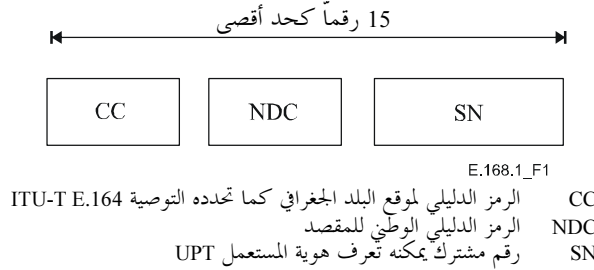 15 رقماً كحد أقصى
CC NDC SN
E.168.1_F1
CC الرمز الدليلي لموقع البلد الجغرافي كما تحدده التوصية ITU-T E.164
NDC الرمز الدليلي الوطني للمقصد
SN رقم مشترك يمكنه تعرف هوية المستعمل UPT